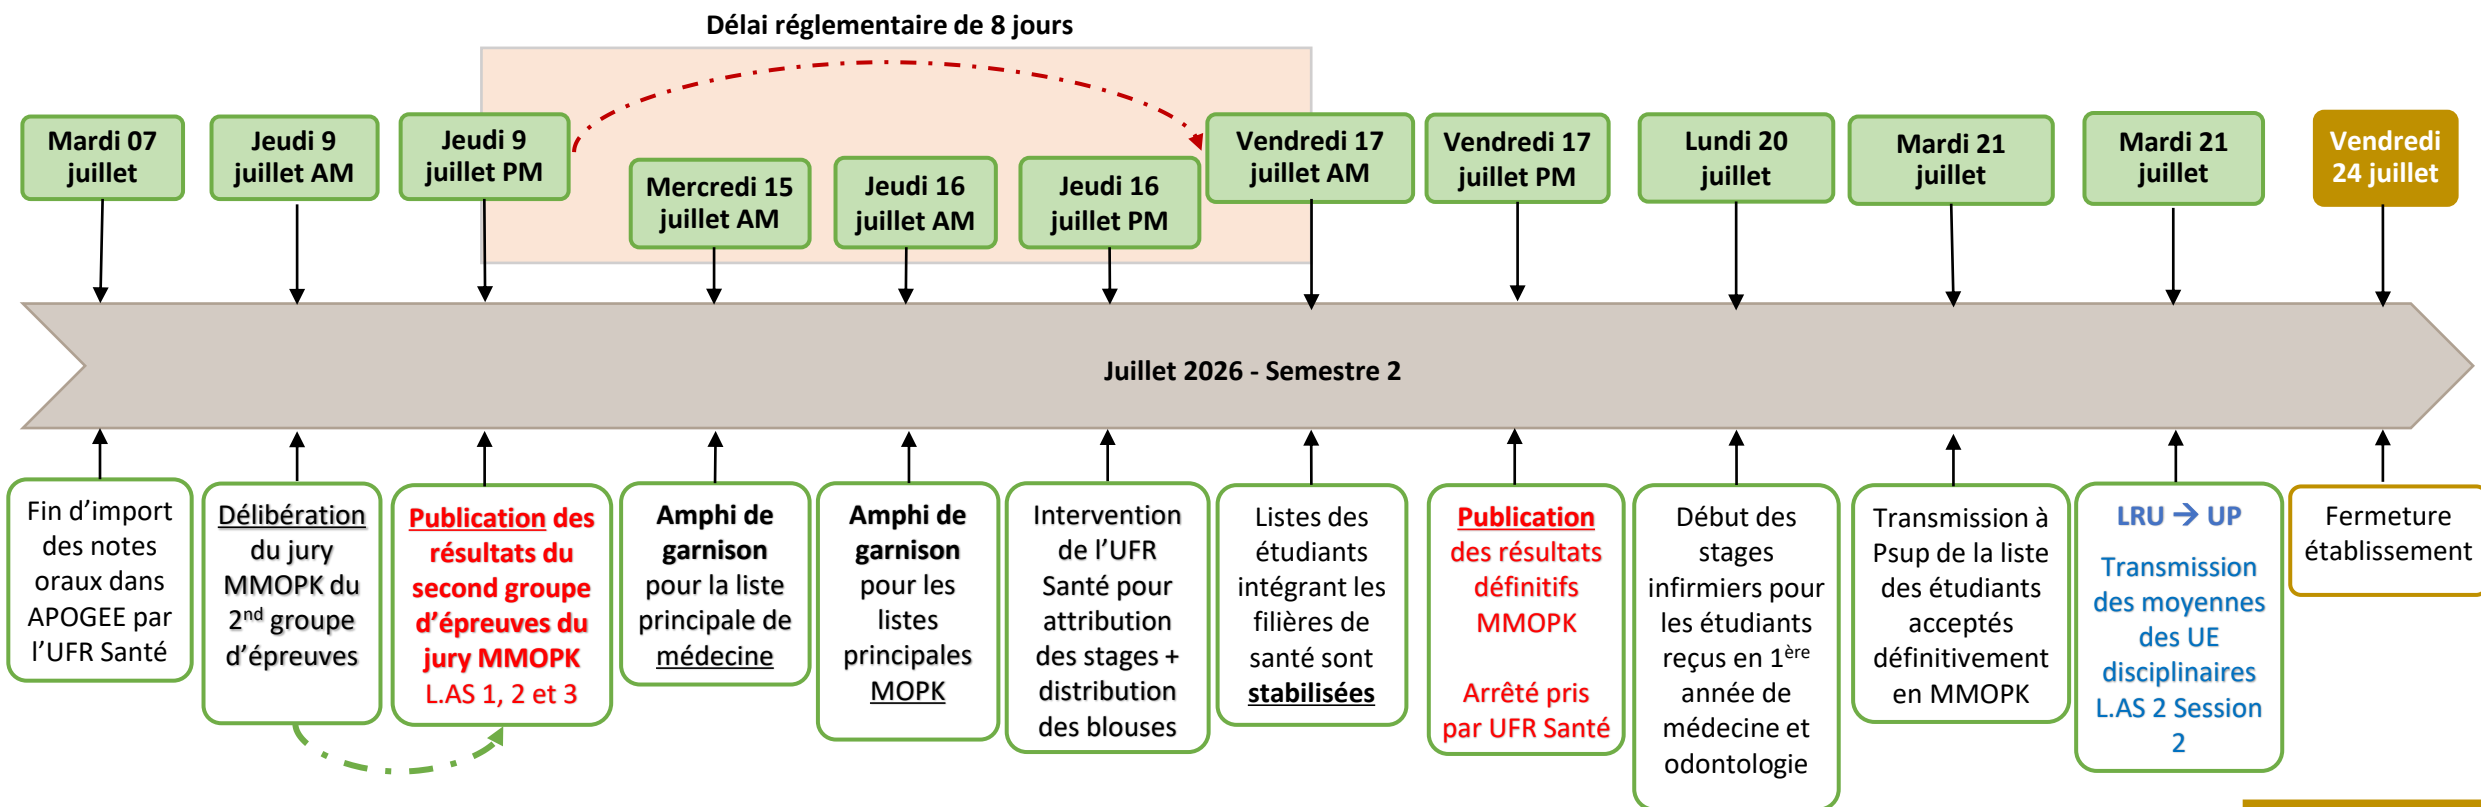 Délai réglementaire de 8 jours
Mardi 07
juillet
Jeudi 9
juillet AM
Jeudi 9
juillet PM
Mercredi 15
juillet AM
Jeudi 16
juillet AM
Jeudi 16
juillet PM
Vendredi 17
juillet AM
Vendredi 17
juillet PM
Lundi 20
juillet
Mardi 21
juillet
Mardi 21
juillet
Vendredi
24 juillet
Juillet 2026 - Semestre 2
Fin d’import
des notes
oraux dans
APOGEE par
l’UFR Santé
Délibération
du jury
MMOPK du
2nd groupe
d’épreuves
Publication des
résultats du
second groupe
d’épreuves du
jury MMOPK
L.AS 1, 2 et 3
Amphi de
garnison
pour la liste
principale de
médecine
Amphi de
garnison
pour les
listes
principales
MOPK
Intervention
de l’UFR
Santé pour
attribution
des stages +
distribution
des blouses
Listes des
étudiants
intégrant les
filières de
santé sont
stabilisées
Publication
des résultats
définitifs
MMOPK
Arrêté pris
par UFR Santé
Début des
stages
infirmiers pour
les étudiants
reçus en 1ère
année de
médecine et
odontologie
Transmission à
Psup de la liste
des étudiants
acceptés
définitivement
en MMOPK
LRU → UP
Transmission
des moyennes
des UE
disciplinaires
L.AS 2 Session
2
Fermeture
établissement